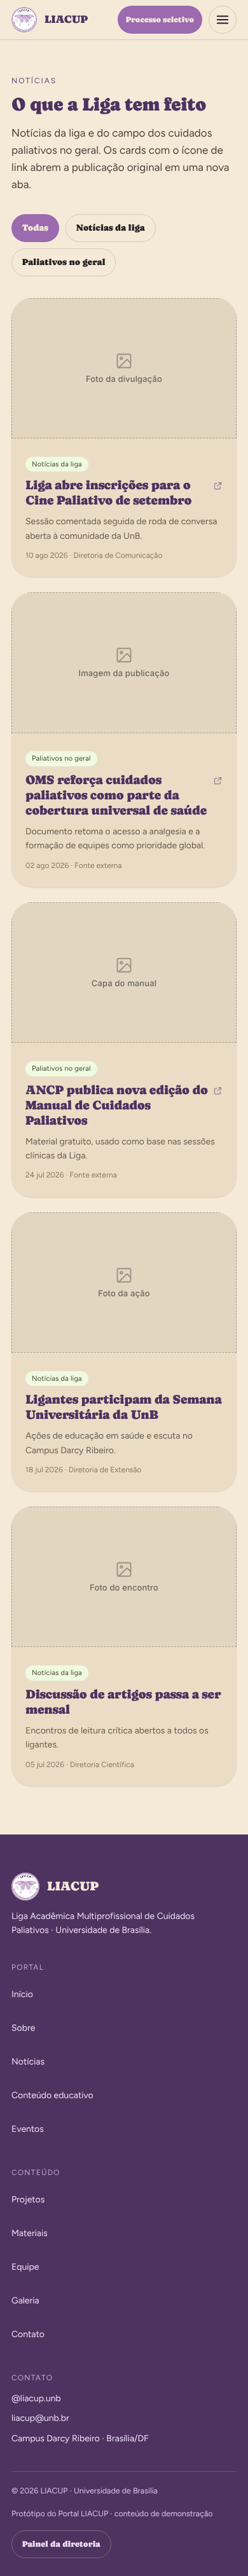 LIACUP
Processo seletivo
NOTÍCIAS
O que a Liga tem feito
Notícias da liga e do campo dos cuidados
paliativos no geral. Os cards com o ícone de
link abrem a publicação original em uma nova
aba.
Todas
Notícias da liga
Paliativos no geral
Foto da divulgação
Notícias da liga
Liga abre inscrições para o
Cine Paliativo de setembro
Sessão comentada seguida de roda de conversa
aberta à comunidade da UnB.
10 ago 2026 · Diretoria de Comunicação
Imagem da publicação
Paliativos no geral
OMS reforça cuidados
paliativos como parte da
cobertura universal de saúde
Documento retoma o acesso a analgesia e a
formação de equipes como prioridade global.
02 ago 2026 · Fonte externa
Capa do manual
Paliativos no geral
ANCP publica nova edição do
Manual de Cuidados
Paliativos
Material gratuito, usado como base nas sessões
clínicas da Liga.
24 jul 2026 · Fonte externa
Foto da ação
Notícias da liga
Ligantes participam da Semana
Universitária da UnB
Ações de educação em saúde e escuta no
Campus Darcy Ribeiro.
18 jul 2026 · Diretoria de Extensão
Foto do encontro
Notícias da liga
Discussão de artigos passa a ser
mensal
Encontros de leitura crítica abertos a todos os
ligantes.
05 jul 2026 · Diretoria Científica
LIACUP
Liga Acadêmica Multiprofissional de Cuidados
Paliativos · Universidade de Brasília.
PORTAL
Início
Sobre
Notícias
Conteúdo educativo
Eventos
CONTEÚDO
Projetos
Materiais
Equipe
Galeria
Contato
CONTATO
@liacup.unb
liacup@unb.br
Campus Darcy Ribeiro · Brasília/DF
© 2026 LIACUP · Universidade de Brasília
Protótipo do Portal LIACUP · conteúdo de demonstração
Painel da diretoria